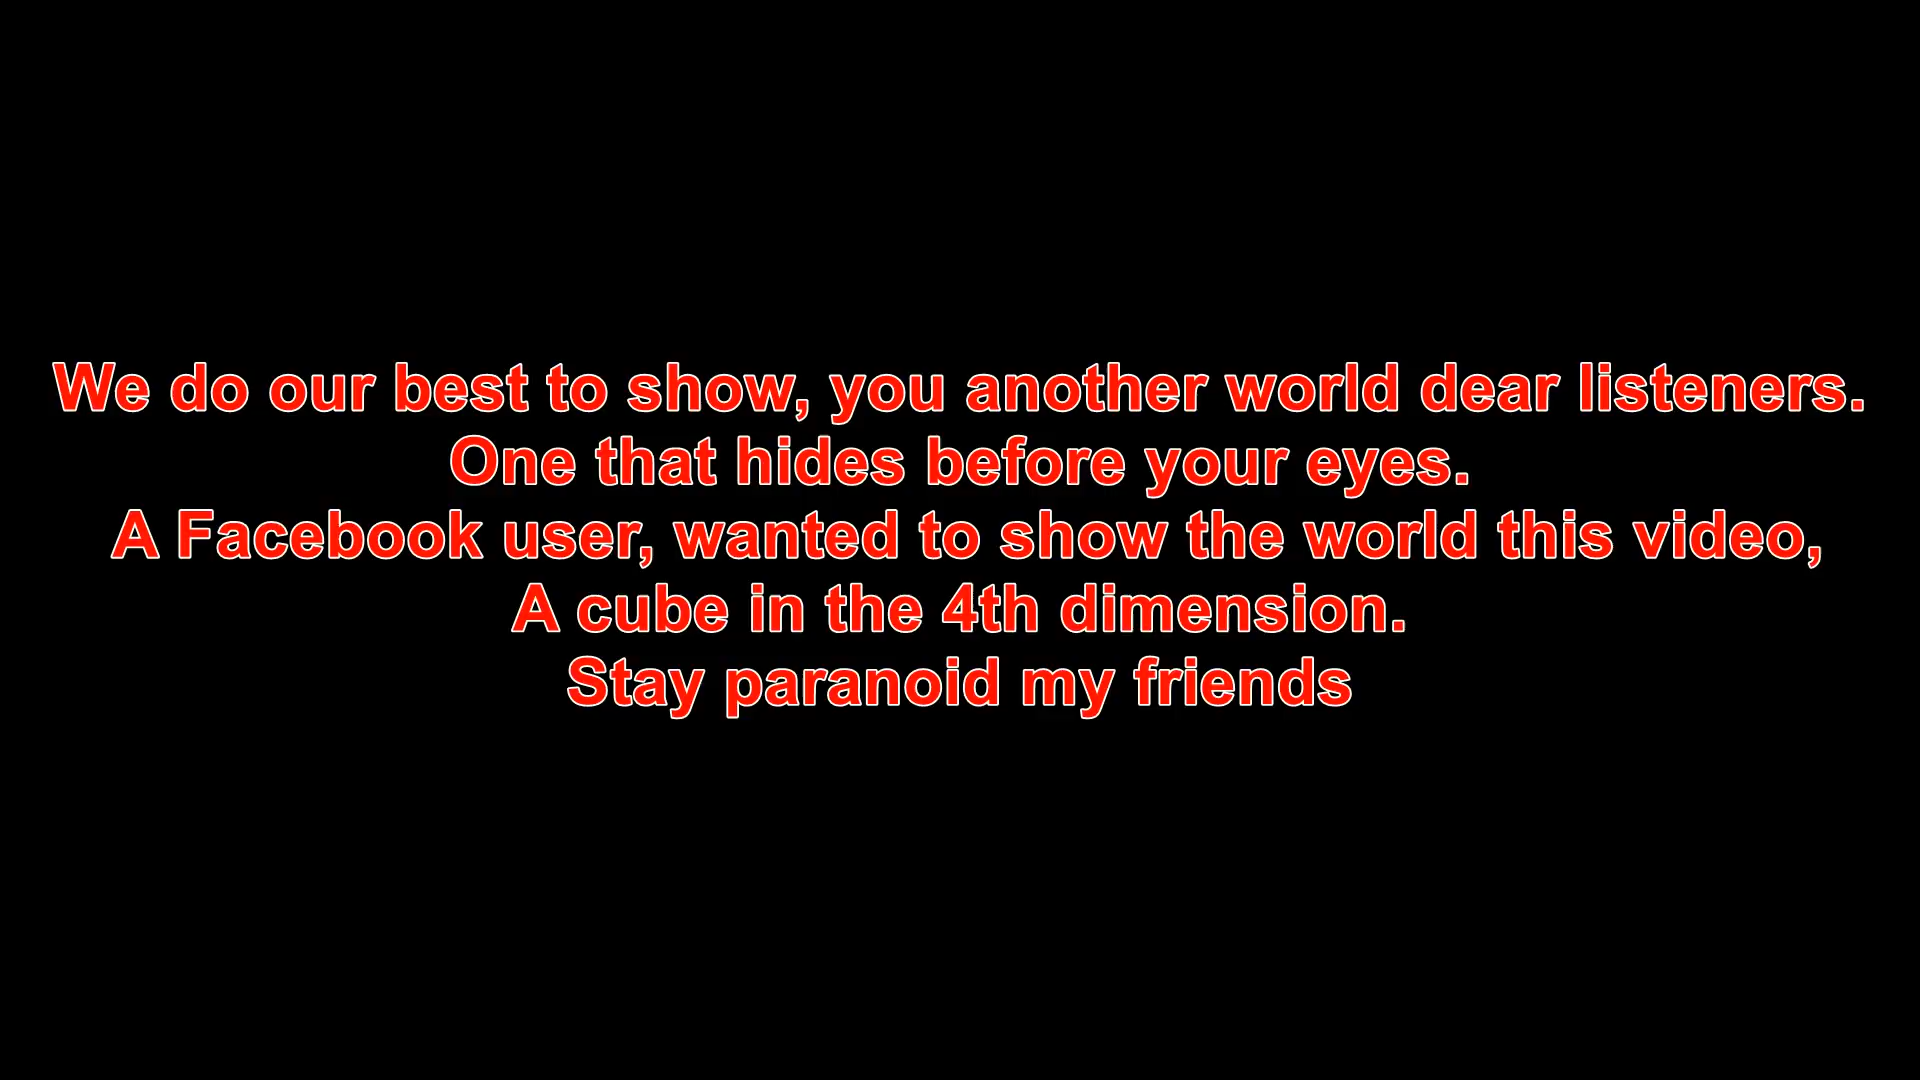 We do our best to show, you another world dear listeners.
One that hides before your eyes.
A Facebook user, wanted to show the world this video,
A cube in the 4th dimension.
Stay paranoid my friends